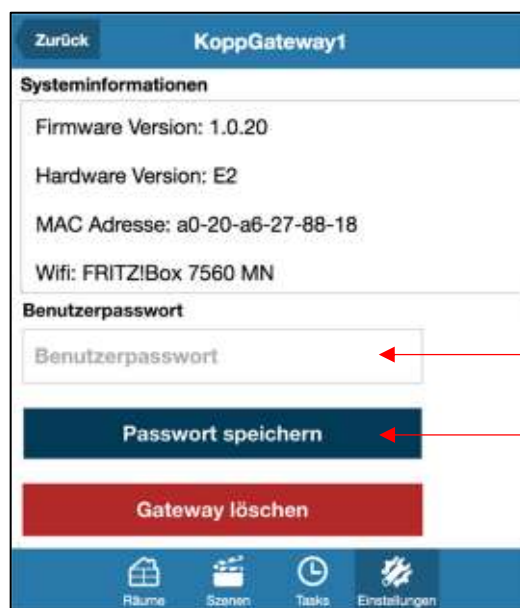 Zurück KoppGateway1
Systeminformationen
Firmware Version: 1.0.20
Hardware Version: E2
MAC Adresse: a0-20-a6-27-88-18
Wifi: FRITZ!Box 7560 MN
Benutzerpasswort
Benutzerpasswort
Passwort speichern
Gateway löschen
Räume Szenen Tasks Einstellungen